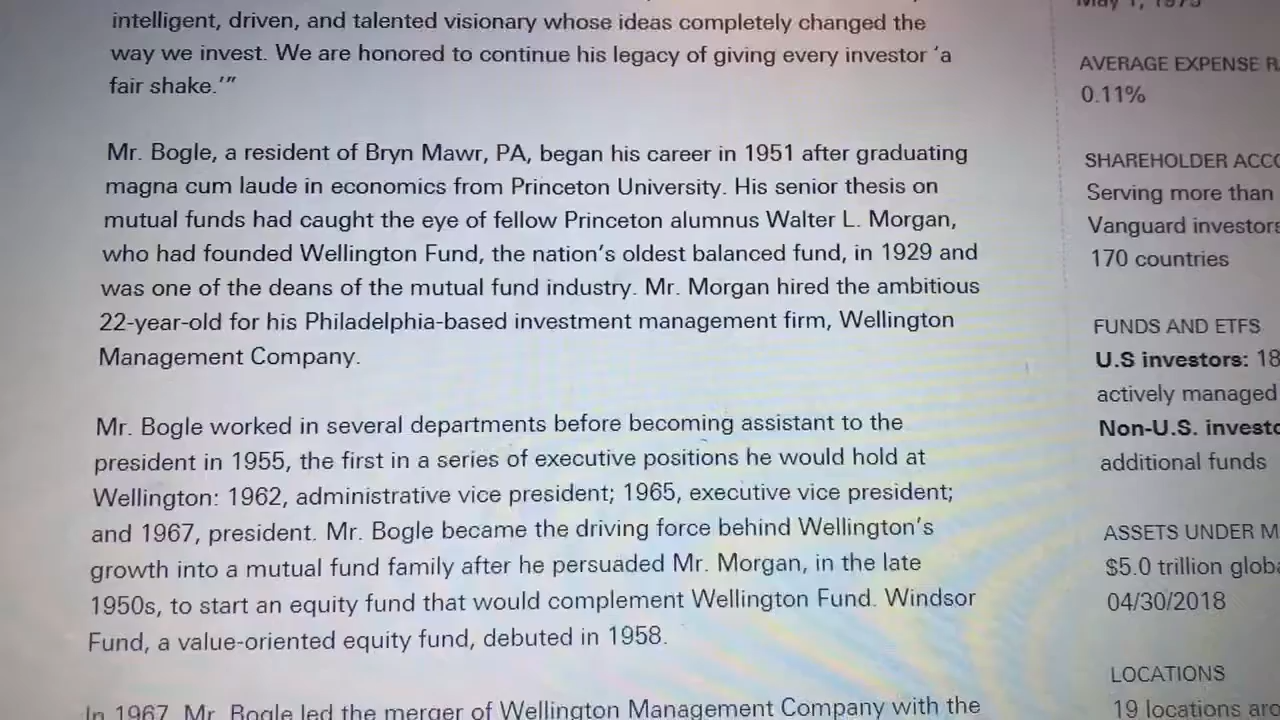 intelligent, driven, and talented visionary whose ideas completely changed the
way we invest. We are honored to continue his legacy of giving every investor 'a
fair shake.'"
Mr. Bogle, a resident of Bryn Mawr, PA, began his career in 1951 after graduating
magna cum laude in economics from Princeton University. His senior thesis on
mutual funds had caught the eye of fellow Princeton alumnus Walter L. Morgan,
who had founded Wellington Fund, the nation's oldest balanced fund, in 1929 and
was one of the deans of the mutual fund industry. Mr. Morgan hired the ambitious
22-year-old for his Philadelphia-based investment management firm, Wellington
Management Company.
Mr. Bogle worked in several departments before becoming assistant to the
president in 1955, the first in a series of executive positions he would hold at
Wellington: 1962, administrative vice president; 1965, executive vice president;
and 1967, president. Mr. Bogle became the driving force behind Wellington's
growth into a mutual fund family after he persuaded Mr. Morgan, in the late
1950s, to start an equity fund that would complement Wellington Fund. Windsor
Fund, a value-oriented equity fund, debuted in 1958.
In 1967, Mr. Bogle led the merger of Wellington Management Company with the
May 1, 1975
AVERAGE EXPENSE
0.11%
SHAREHOLDER
Serving more than
Vanguard investors
170 countries
FUNDS AND ETFS
U.S investors: 18
actively managed
Non-U.S.
additional funds
ASSETS UNDER
$5.0 trillion
04/30/2018
LOCATIONS
19 locations